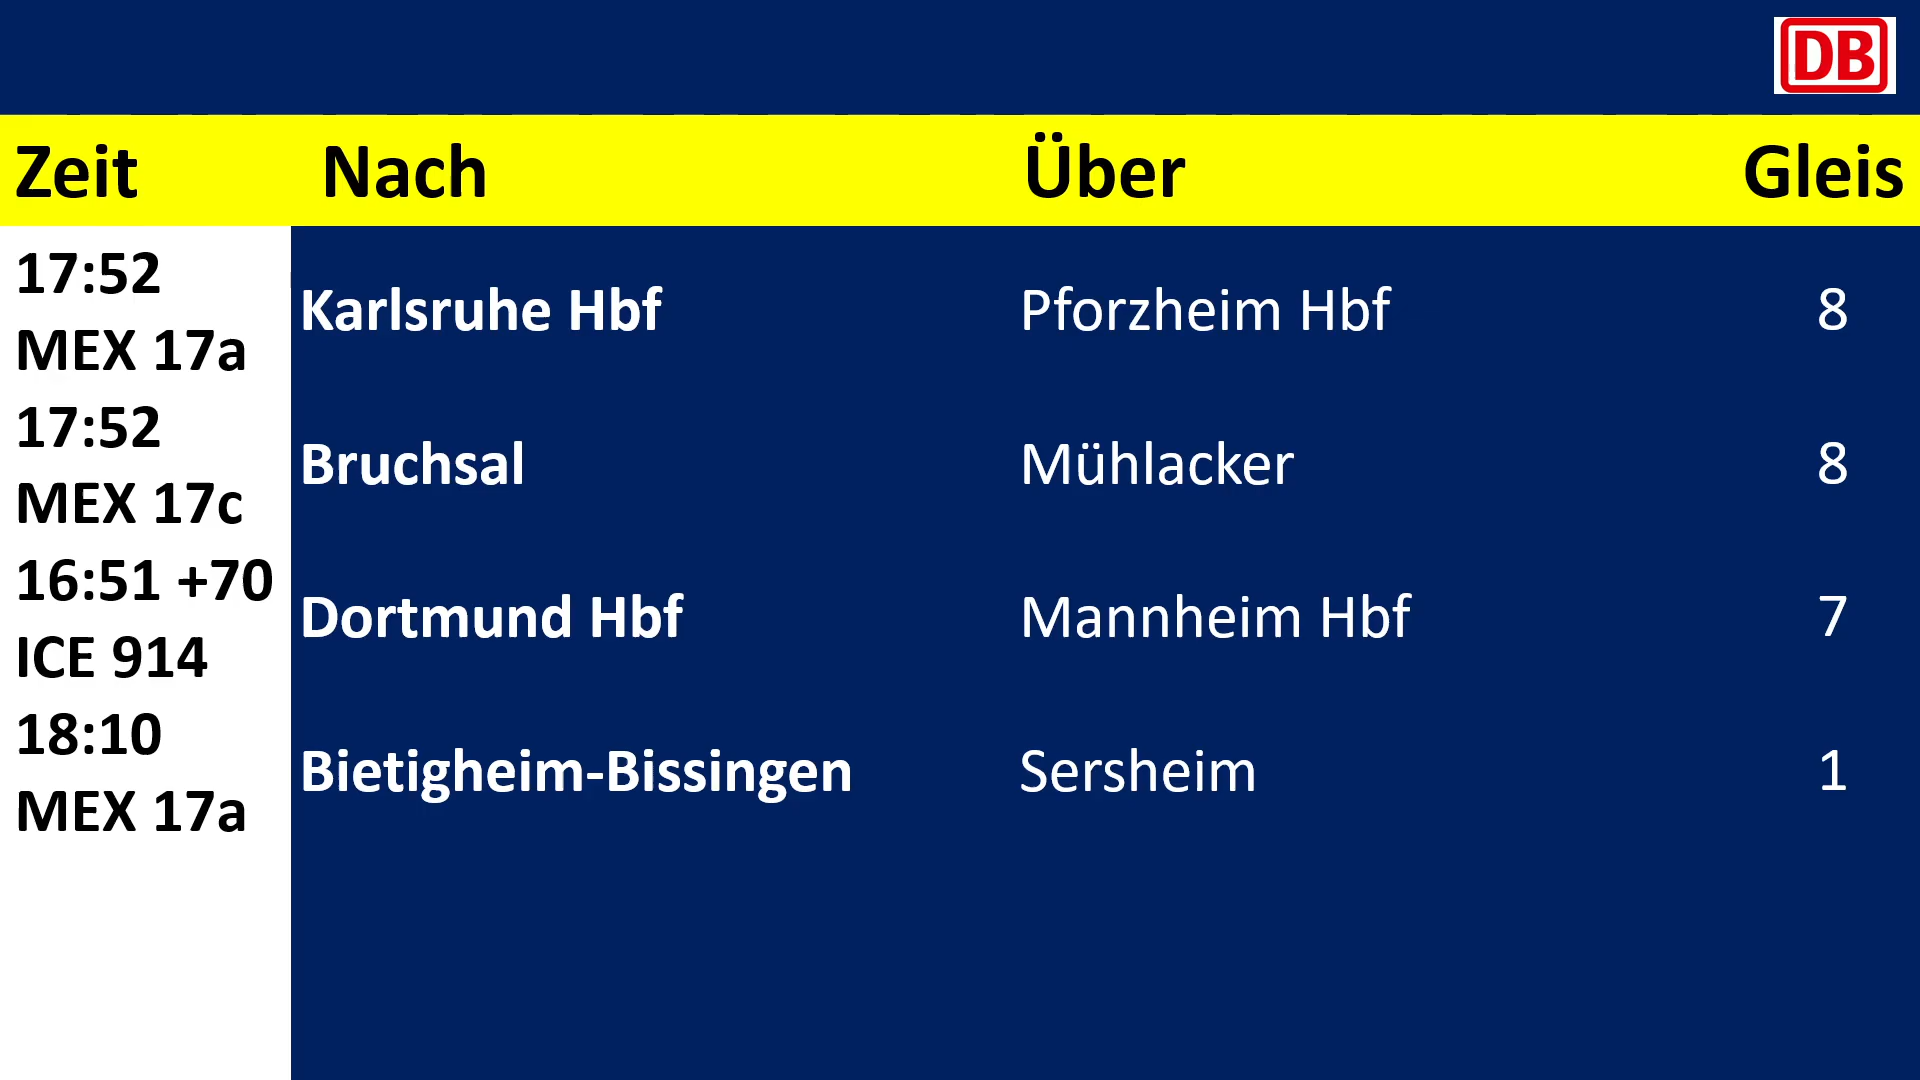 DB
Zeit Nach Über Gleis
17:52
MEX 17a
Karlsruhe Hbf Pforzheim Hbf 8
17:52
MEX 17c
Bruchsal Mühlacker 8
16:51 +70
ICE 914
Dortmund Hbf Mannheim Hbf 7
18:10
MEX 17a
Bietigheim-Bissingen Sersheim 1